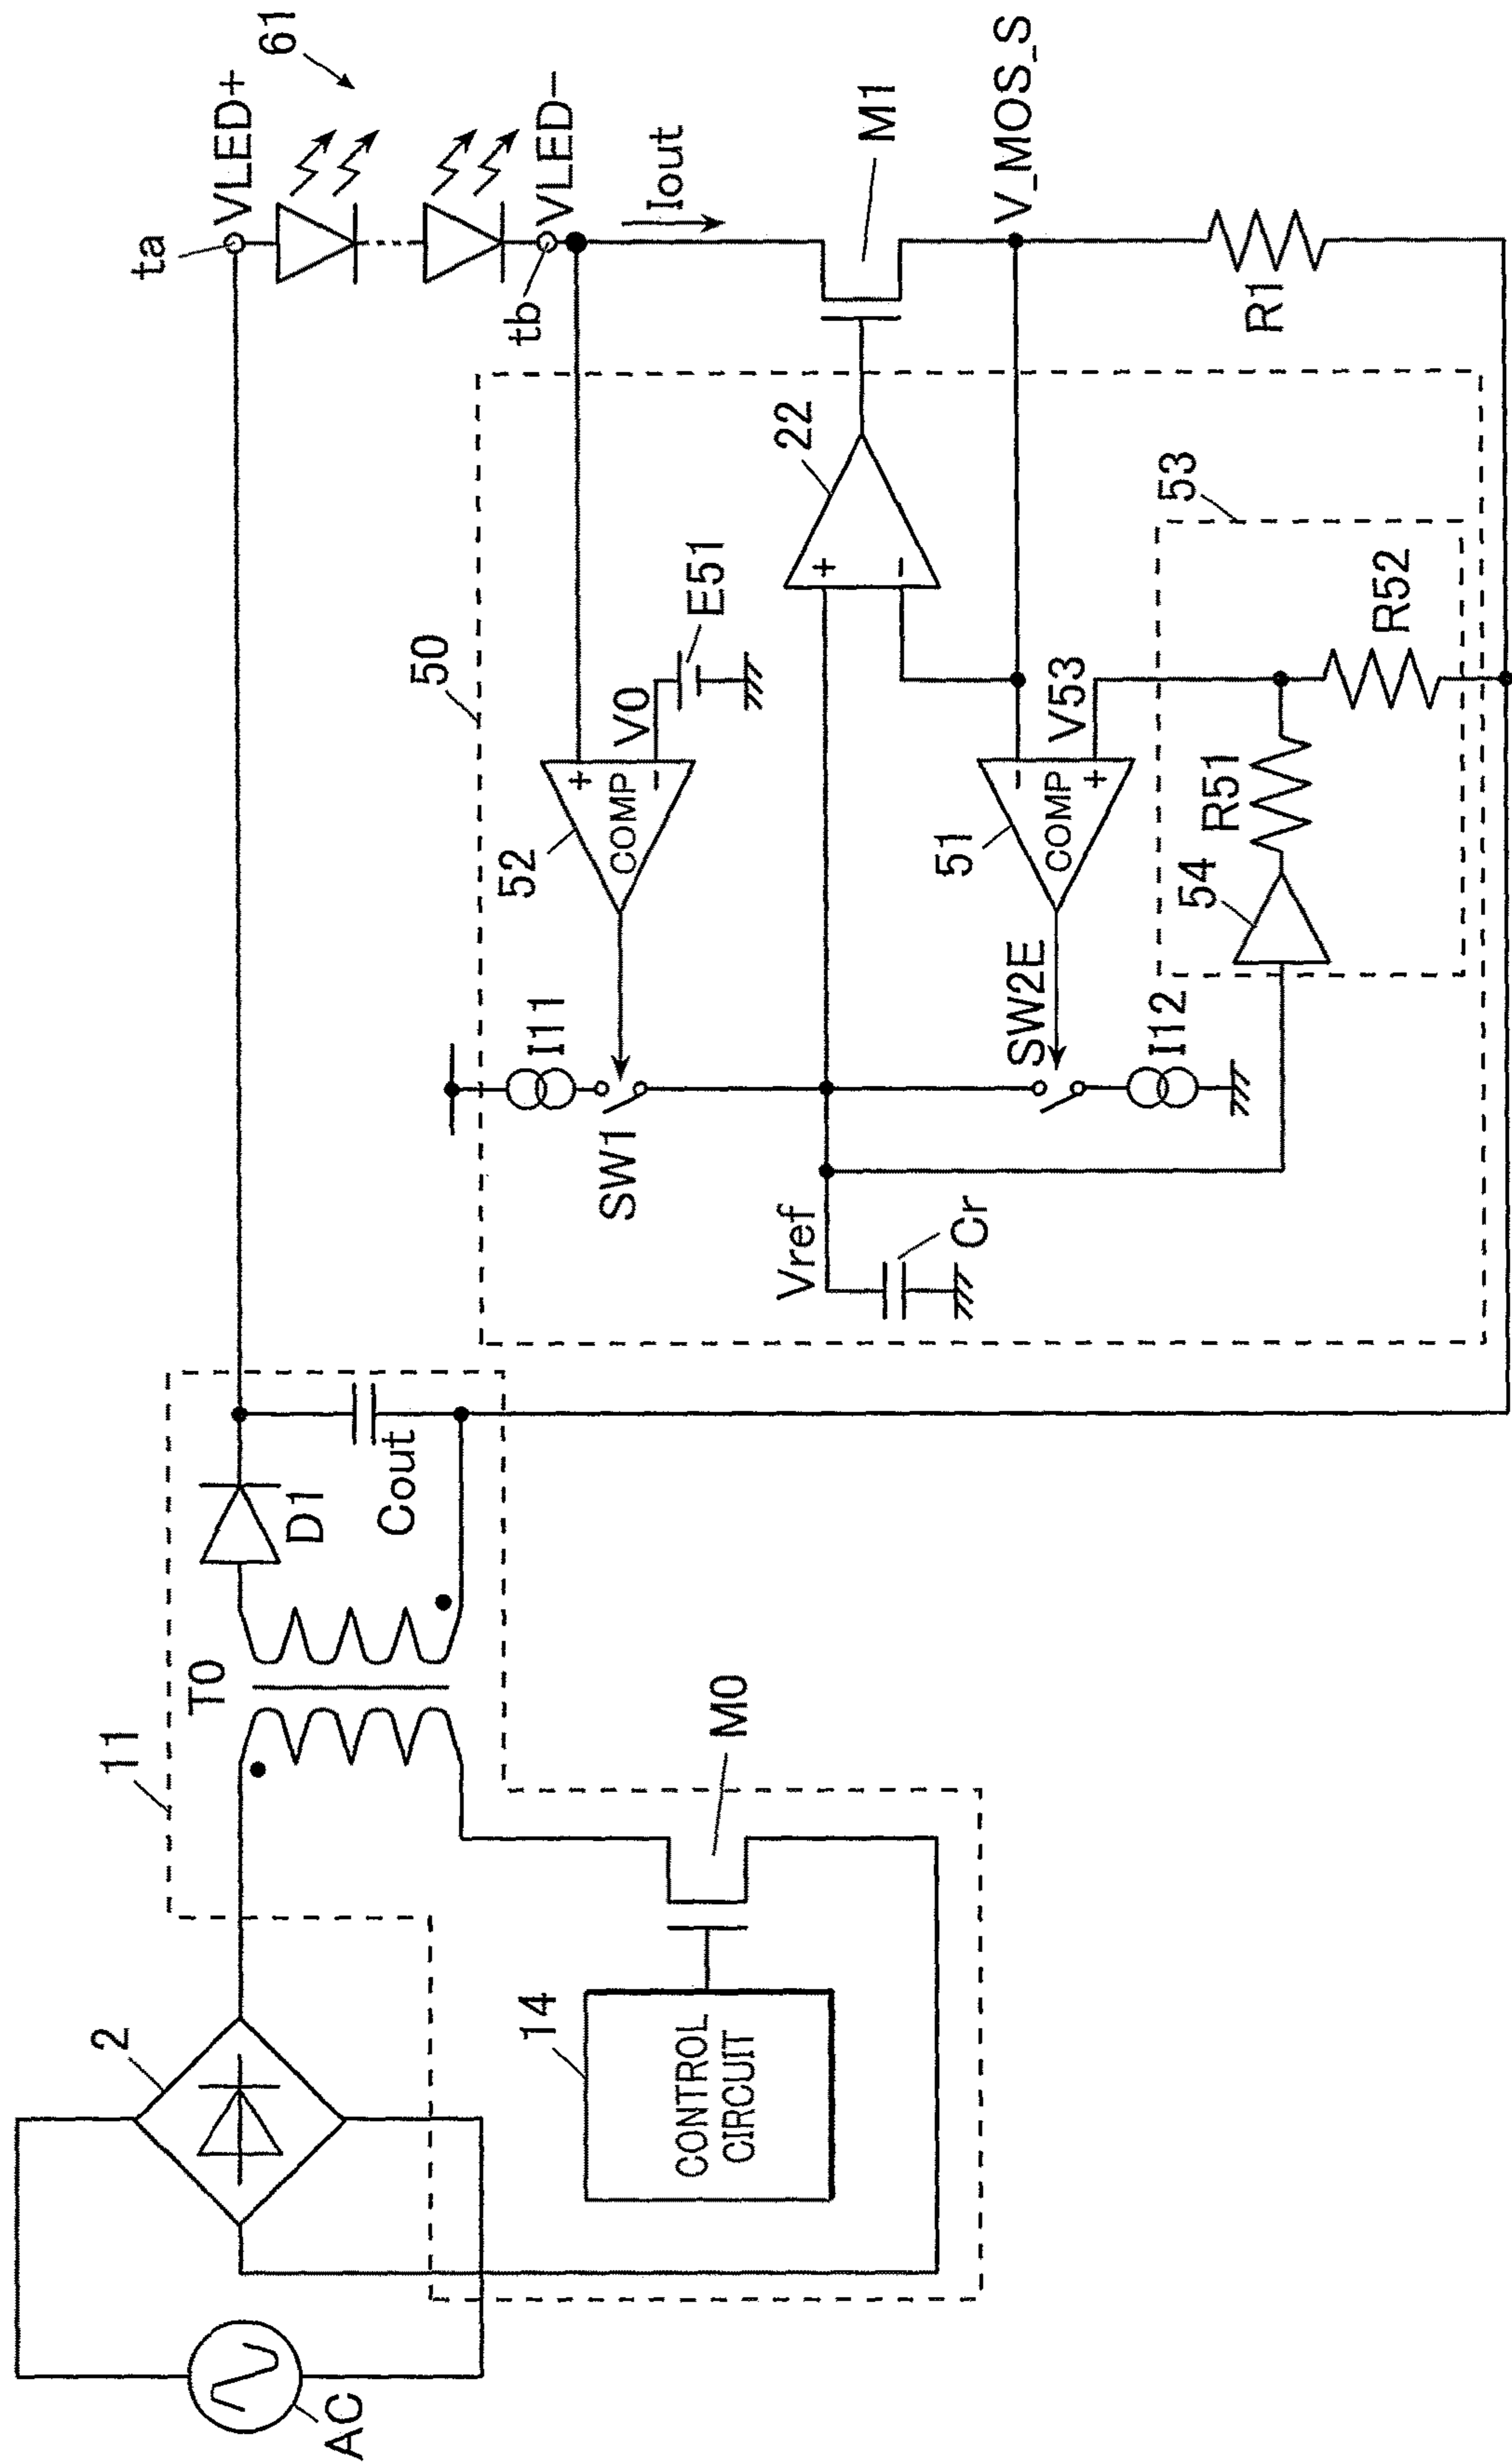 AC
2
11
T0
D1
Cout
14
CONTROL
CIRCUIT
M0
ta
VLED+
61
tb
VLED−
Iout
M1
V_MOS_S
R1
50
I11
SW1
52
COMP
+
−
V0
E51
22
+
−
Vref
Cr
SW2E
I12
51
COMP
−
+
V53
53
54
R51
R52